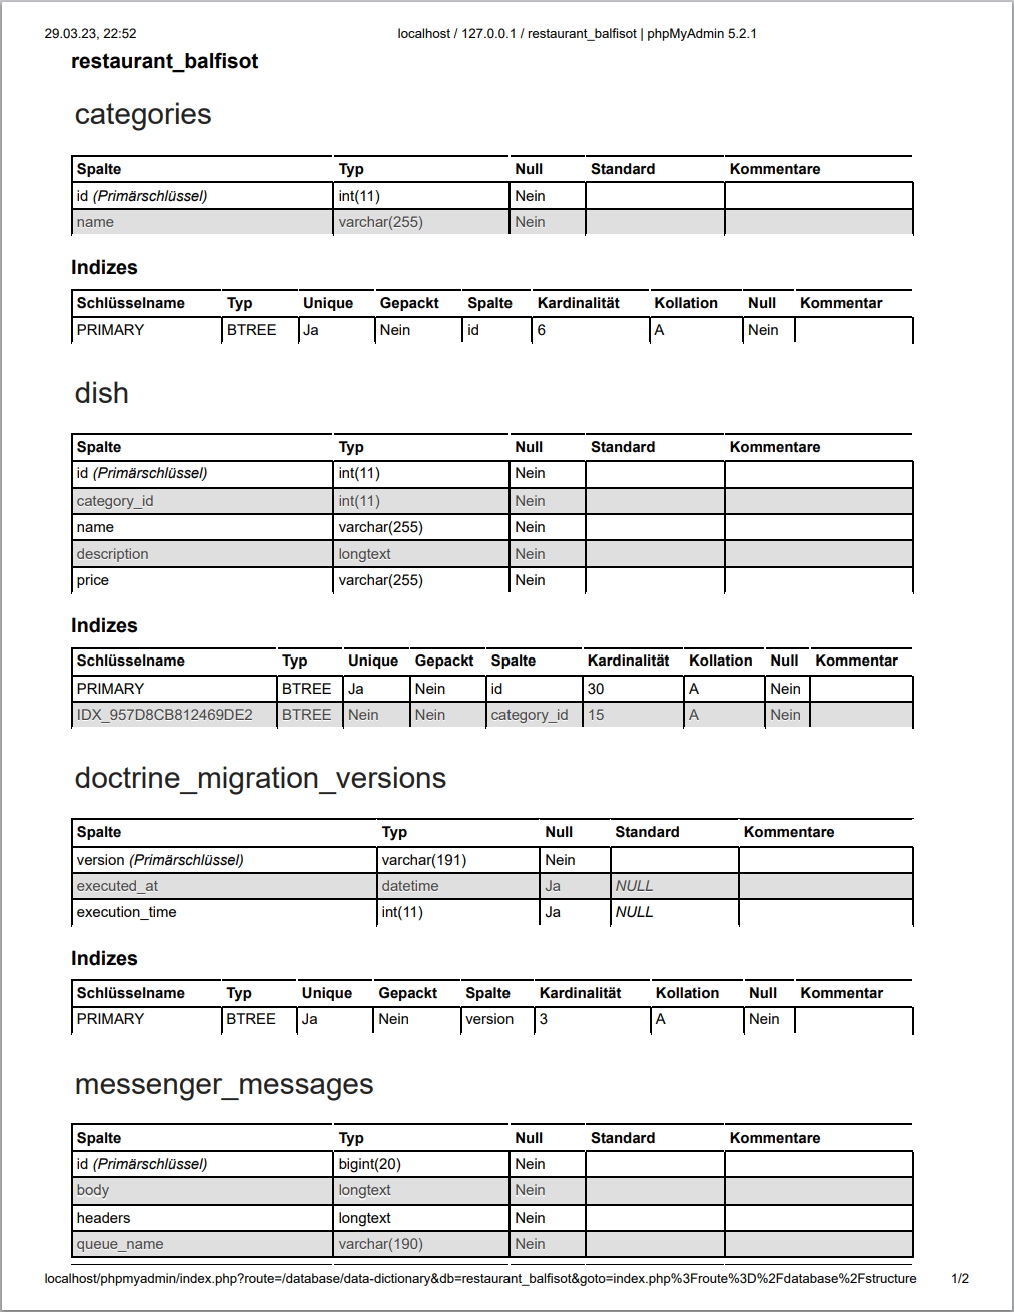 29.03.23, 22:52 localhost / 127.0.0.1 / restaurant_balfisot | phpMyAdmin 5.2.1
restaurant_balfisot
categories
Spalte Typ Null Standard Kommentare
id (Primärschlüssel) int(11) Nein
name varchar(255) Nein
Indizes
Schlüsselname Typ Unique Gepackt Spalte Kardinalität Kollation Null Kommentar
PRIMARY BTREE Ja Nein id 6 A Nein
dish
Spalte Typ Null Standard Kommentare
id (Primärschlüssel) int(11) Nein
category_id int(11) Nein
name varchar(255) Nein
description longtext Nein
price varchar(255) Nein
Indizes
Schlüsselname Typ Unique Gepackt Spalte Kardinalität Kollation Null Kommentar
PRIMARY BTREE Ja Nein id 30 A Nein
IDX_957D8CB812469DE2 BTREE Nein Nein category_id 15 A Nein
doctrine_migration_versions
Spalte Typ Null Standard Kommentare
version (Primärschlüssel) varchar(191) Nein
executed_at datetime Ja NULL
execution_time int(11) Ja NULL
Indizes
Schlüsselname Typ Unique Gepackt Spalte Kardinalität Kollation Null Kommentar
PRIMARY BTREE Ja Nein version 3 A Nein
messenger_messages
Spalte Typ Null Standard Kommentare
id (Primärschlüssel) bigint(20) Nein
body longtext Nein
headers longtext Nein
queue_name varchar(190) Nein
localhost/phpmyadmin/index.php?route=/database/data-dictionary&db=restaurant_balfisot&goto=index.php%3Froute%3D%2Fdatabase%2Fstructure 1/2